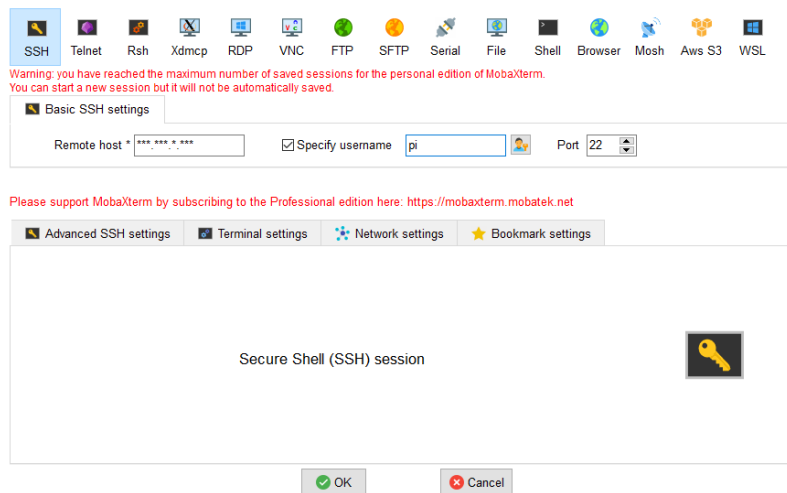 SSH Telnet Rsh Xdmcp RDP VNC FTP SFTP Serial File Shell Browser Mosh Aws S3 WSL
Warning: you have reached the maximum number of saved sessions for the personal edition of MobaXterm.
You can start a new session but it will not be automatically saved.
Basic SSH settings
Remote host * ***.***.*.*** Specify username pi Port 22
Please support MobaXterm by subscribing to the Professional edition here: https://mobaxterm.mobatek.net
Advanced SSH settings Terminal settings Network settings Bookmark settings
Secure Shell (SSH) session
OK Cancel